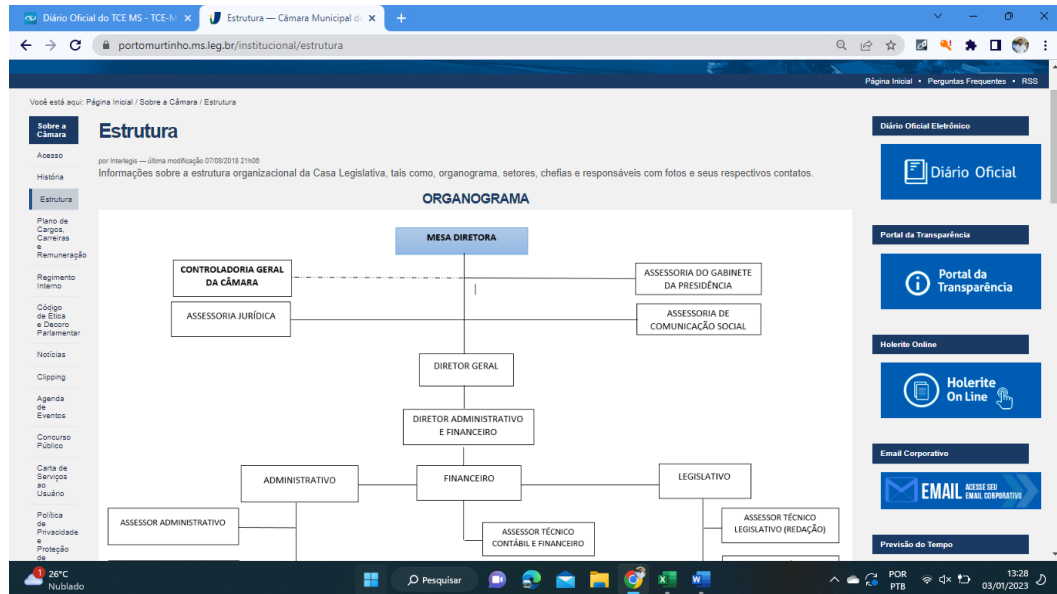 Diário Oficial do TCE MS - TCE-M
Estrutura — Câmara Municipal d
portomurtinho.ms.leg.br/institucional/estrutura
Página Inicial • Perguntas Frequentes • RSS
Você está aqui: Página Inicial / Sobre a Câmara / Estrutura
Sobre a
Câmara
Acesso
História
Estrutura
Plano de
Cargos,
Carreiras
e
Remuneração
Regimento
Interno
Código
de Ética
e Decoro
Parlamentar
Notícias
Clipping
Agenda
de
Eventos
Concurso
Público
Carta de
Serviços
ao
Usuário
Política
de
Privacidade
e
Proteção
de
Estrutura
por Interlegis — última modificação 07/08/2018 21h06
Informações sobre a estrutura organizacional da Casa Legislativa, tais como, organograma, setores, chefias e responsáveis com fotos e seus respectivos contatos.
ORGANOGRAMA
MESA DIRETORA
CONTROLADORIA GERAL
DA CÂMARA
ASSESSORIA DO GABINETE
DA PRESIDÊNCIA
ASSESSORIA JURÍDICA
ASSESSORIA DE
COMUNICAÇÃO SOCIAL
DIRETOR GERAL
DIRETOR ADMINISTRATIVO
E FINANCEIRO
ADMINISTRATIVO
FINANCEIRO
LEGISLATIVO
ASSESSOR ADMINISTRATIVO
ASSESSOR TÉCNICO
CONTÁBIL E FINANCEIRO
ASSESSOR TÉCNICO
LEGISLATIVO (REDAÇÃO)
Diário Oficial Eletrônico
Diário Oficial
Portal da Transparência
Portal da
Transparência
Holerite Online
Holerite
On Line
Email Corporativo
EMAIL ACESSE SEU
EMAIL CORPORATIVO
Previsão do Tempo
1
26°C
Nublado
Pesquisar
POR
PTB
13:28
03/01/2023